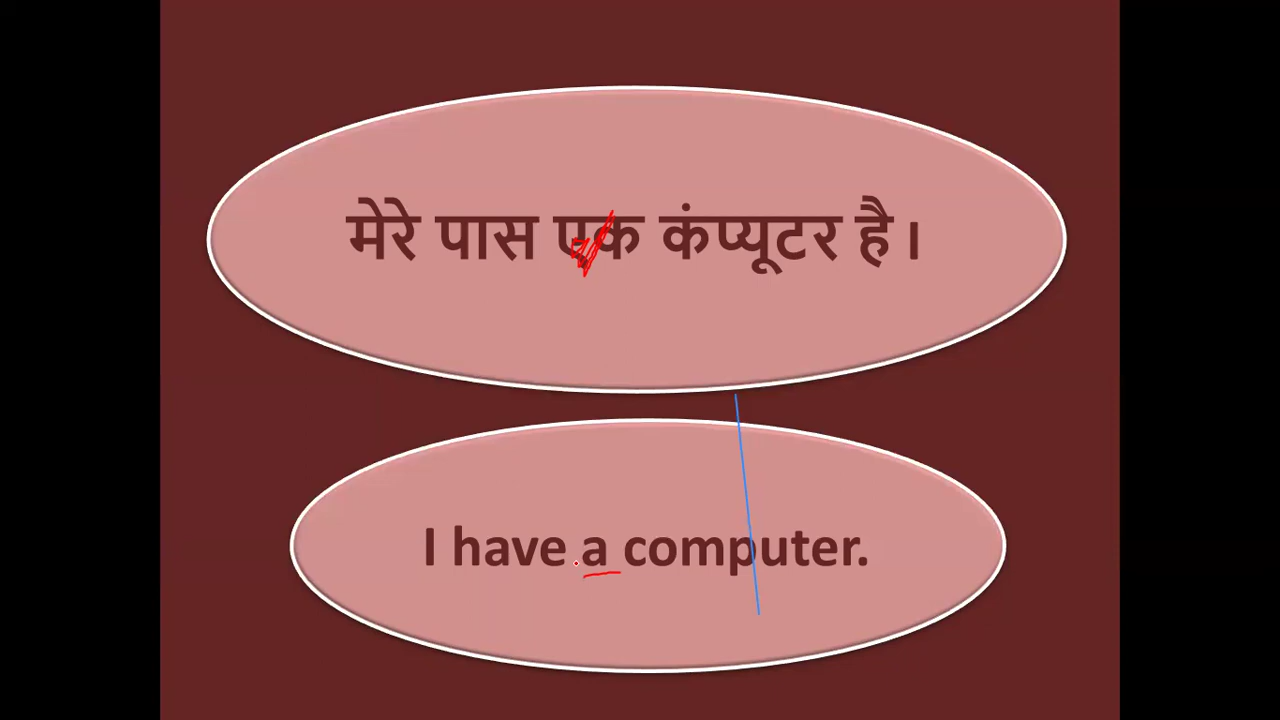 मेरे पास एक कंप्यूटर है।
I have a computer.